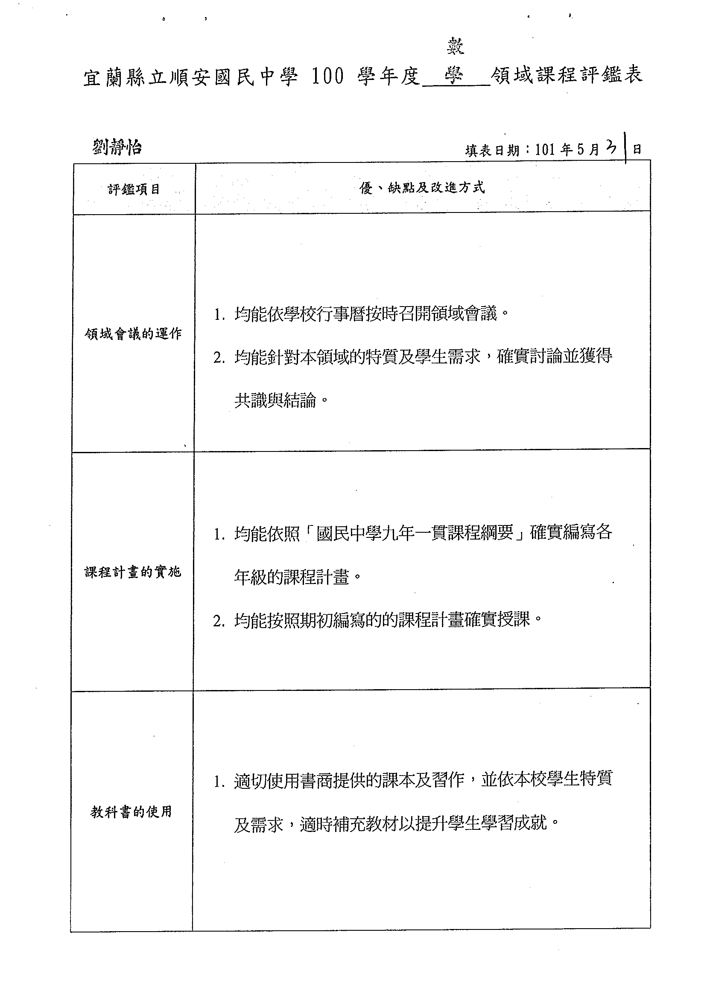 數
宜蘭縣立順安國民中學 100 學年度 學 領域課程評鑑表
劉靜怡
填表日期：101 年 5 月 31 日
評鑑項目
優、缺點及改進方式
領域會議的運作
1. 均能依學校行事曆按時召開領域會議。
2. 均能針對本領域的特質及學生需求，確實討論並獲得
共識與結論。
課程計畫的實施
1. 均能依照「國民中學九年一貫課程綱要」確實編寫各
年級的課程計畫。
2. 均能按照期初編寫的的課程計畫確實授課。
教科書的使用
1. 適切使用書商提供的課本及習作，並依本校學生特質
及需求，適時補充教材以提升學生學習成就。